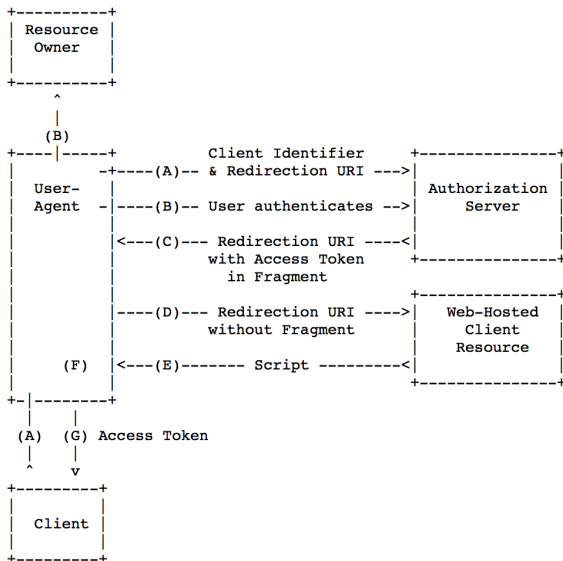 +----------+
| Resource |
|  Owner   |
|          |
+----------+
     ^
     |
    (B)
+----|-----+          Client Identifier     +---------------+
|         -+----(A)-- & Redirection URI --->|               |
|  User-   |                                | Authorization |
|  Agent  -|----(B)-- User authenticates -->|     Server    |
|          |                                |               |
|          |<---(C)--- Redirection URI ----<|               |
|          |          with Access Token     +---------------+
|          |            in Fragment
|          |                                +---------------+
|          |----(D)--- Redirection URI ---->|   Web-Hosted  |
|          |          without Fragment      |     Client    |
|          |                                |    Resource   |
|     (F)  |<---(E)------- Script ---------<|               |
|          |                                +---------------+
+-|--------+
  |    |
 (A)  (G) Access Token
  |    |
  ^    v
+---------+
|         |
|  Client |
|         |
+---------+